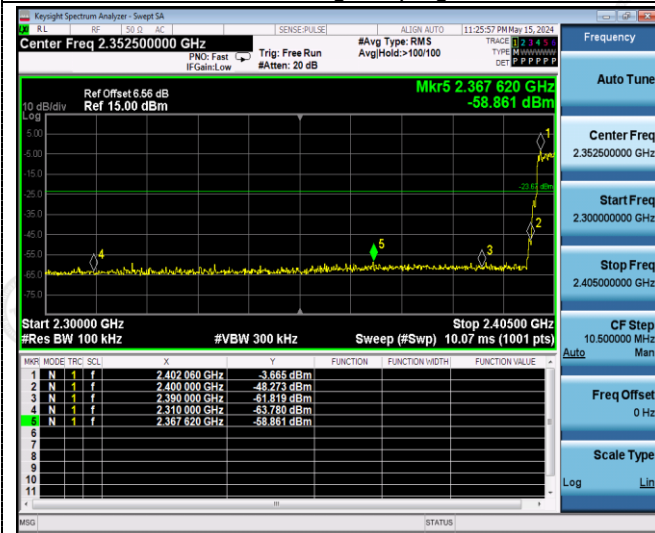 Keysight Spectrum Analyzer - Swept SA
RL RF 50 Ω AC SENSE:PULSE ALIGN AUTO 11:25:57 PM May 15, 2024
Center Freq 2.352500000 GHz
PNO: Fast
IFGain:Low
Trig: Free Run
#Atten: 20 dB
#Avg Type: RMS
Avg|Hold:>100/100
TRACE 1 2 3 4 5 6
TYPE M
DET P P P P P P
Frequency
Auto Tune
Center Freq
2.352500000 GHz
Start Freq
2.300000000 GHz
Stop Freq
2.405000000 GHz
CF Step
10.500000 MHz
Auto Man
Freq Offset
0 Hz
Scale Type
Log Lin
Ref Offset 6.56 dB
10 dB/div Ref 15.00 dBm
Log
Mkr5 2.367 620 GHz
-58.861 dBm
5.00
-5.00
-15.0
-25.0
-35.0
-45.0
-55.0
-65.0
-75.0
1
-23.67 dBm
2
3
4
5
Start 2.30000 GHz Stop 2.40500 GHz
#Res BW 100 kHz #VBW 300 kHz Sweep (#Swp) 10.07 ms (1001 pts)
MKR MODE TRC SCL X Y FUNCTION FUNCTION WIDTH FUNCTION VALUE
1 N 1 f 2.402 060 GHz -3.665 dBm
2 N 1 f 2.400 000 GHz -48.273 dBm
3 N 1 f 2.390 000 GHz -61.819 dBm
4 N 1 f 2.310 000 GHz -63.780 dBm
5 N 1 f 2.367 620 GHz -58.861 dBm
6
7
8
9
10
11
MSG STATUS